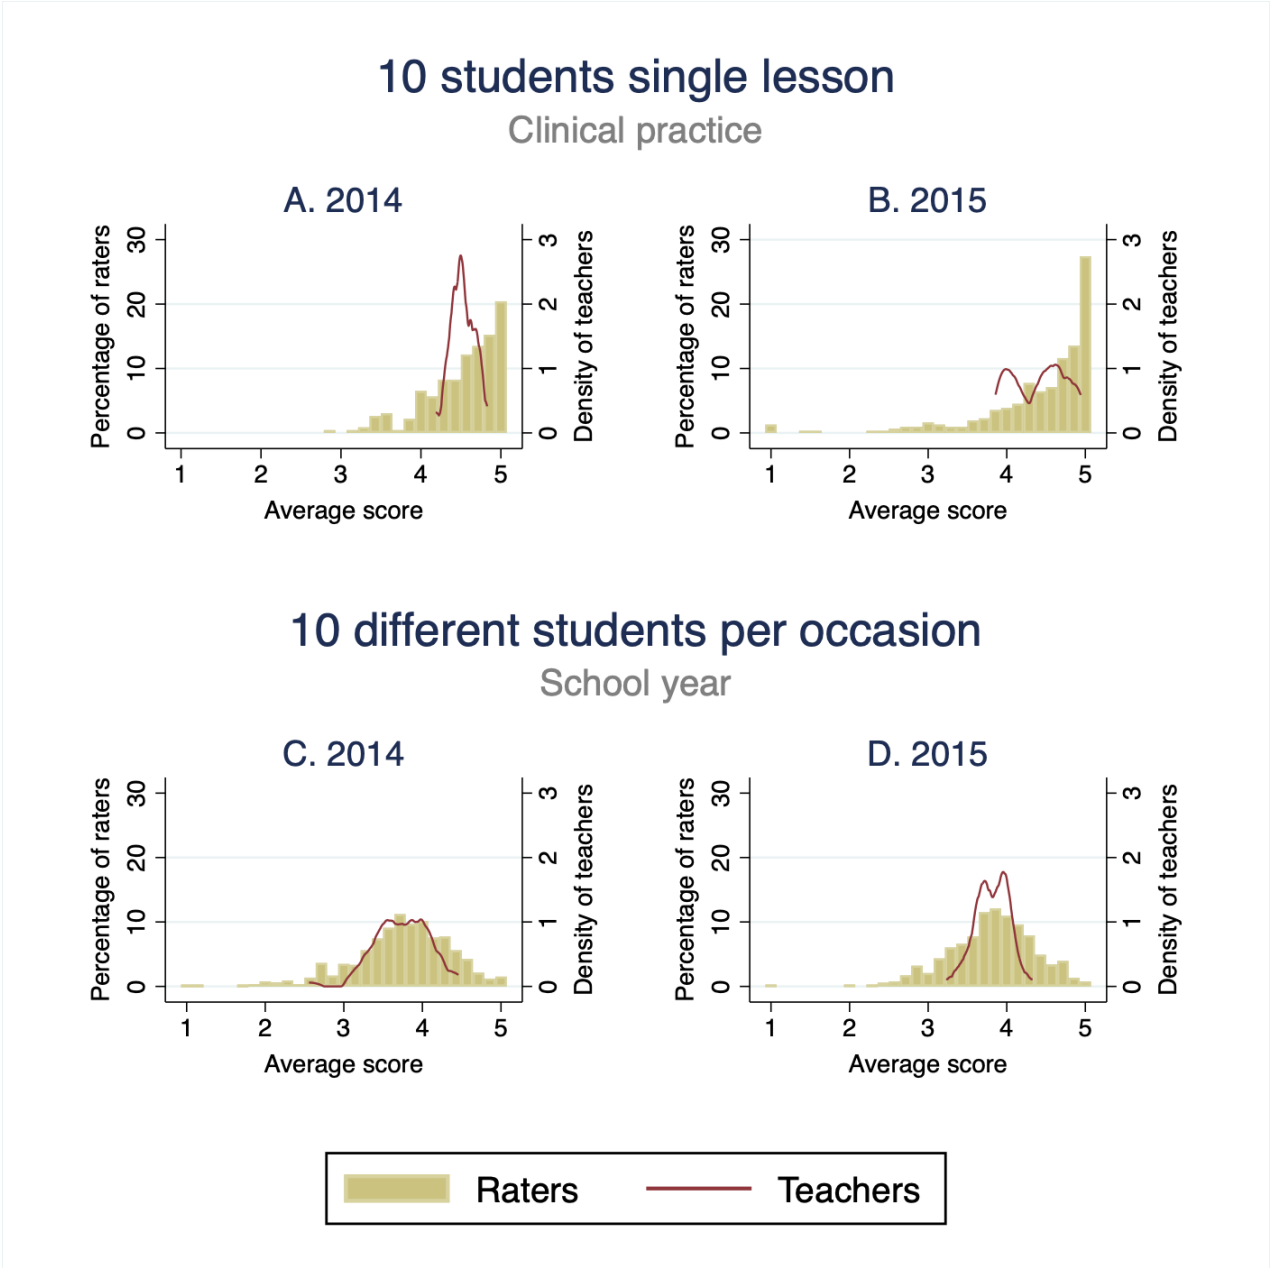 10 students single lesson
Clinical practice
A. 2014
Percentage of raters
30
20
10
0
3
2
1
0
Density of teachers
1 2 3 4 5
Average score
B. 2015
Percentage of raters
30
20
10
0
3
2
1
0
Density of teachers
1 2 3 4 5
Average score
10 different students per occasion
School year
C. 2014
Percentage of raters
30
20
10
0
3
2
1
0
Density of teachers
1 2 3 4 5
Average score
D. 2015
Percentage of raters
30
20
10
0
3
2
1
0
Density of teachers
1 2 3 4 5
Average score
Raters Teachers